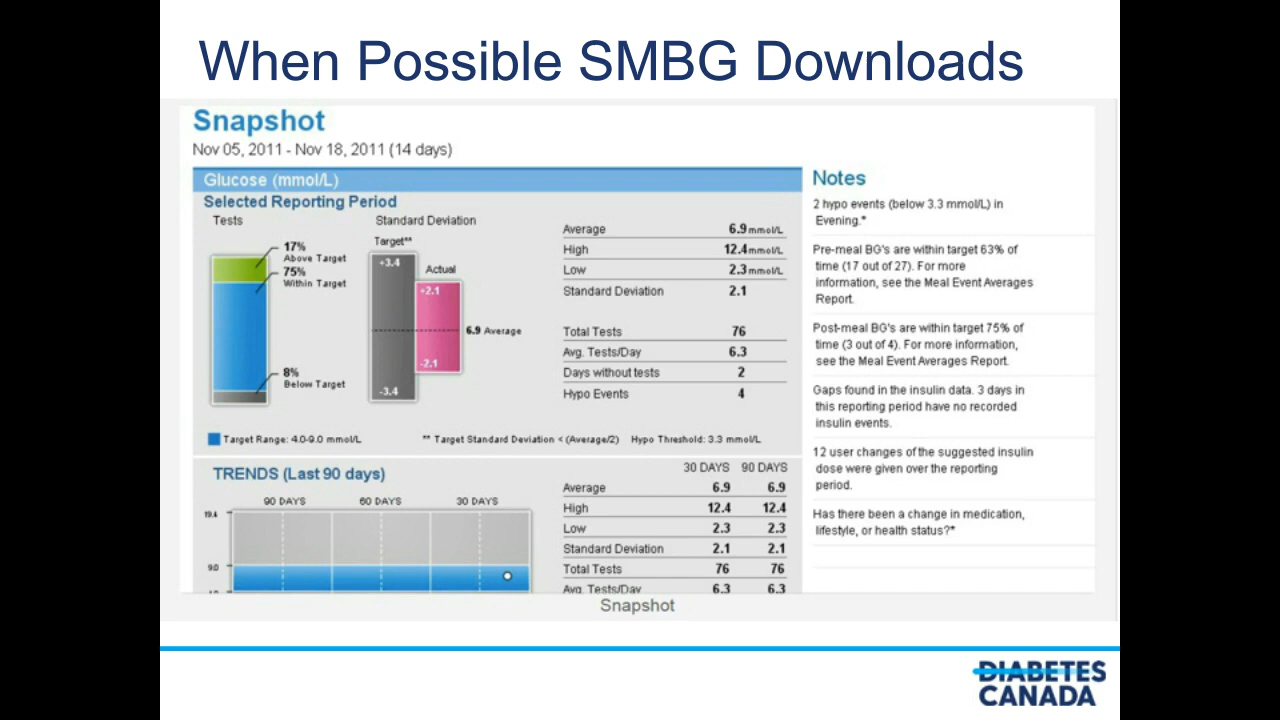 When Possible SMBG Downloads
Snapshot
Nov 05, 2011 - Nov 18, 2011 (14 days)
Glucose (mmol/L)
Selected Reporting Period
Tests
17%
Above Target
75%
Within Target
8%
Below Target
Standard Deviation
Target**
+3.4
-3.4
Actual
+2.1
-2.1
6.9 Average
Average 6.9 mmol/L
High 12.4 mmol/L
Low 2.3 mmol/L
Standard Deviation 2.1
Total Tests 76
Avg. Tests/Day 6.3
Days without tests 2
Hypo Events 4
Target Range: 4.0-9.0 mmol/L
** Target Standard Deviation < (Average/2) Hypo Threshold: 3.3 mmol/L
TRENDS (Last 90 days)
90 DAYS 60 DAYS 30 DAYS
19.4
9.0
30 DAYS 90 DAYS
Average 6.9 6.9
High 12.4 12.4
Low 2.3 2.3
Standard Deviation 2.1 2.1
Total Tests 76 76
Avg. Tests/Day 6.3 6.3
Notes
2 hypo events (below 3.3 mmol/L) in
Evening.*
Pre-meal BG's are within target 63% of
time (17 out of 27). For more
information, see the Meal Event Averages
Report.
Post-meal BG's are within target 75% of
time (3 out of 4). For more information,
see the Meal Event Averages Report.
Gaps found in the insulin data. 3 days in
this reporting period have no recorded
insulin events.
12 user changes of the suggested insulin
dose were given over the reporting
period.
Has there been a change in medication,
lifestyle, or health status?*
Snapshot
DIABETES
CANADA